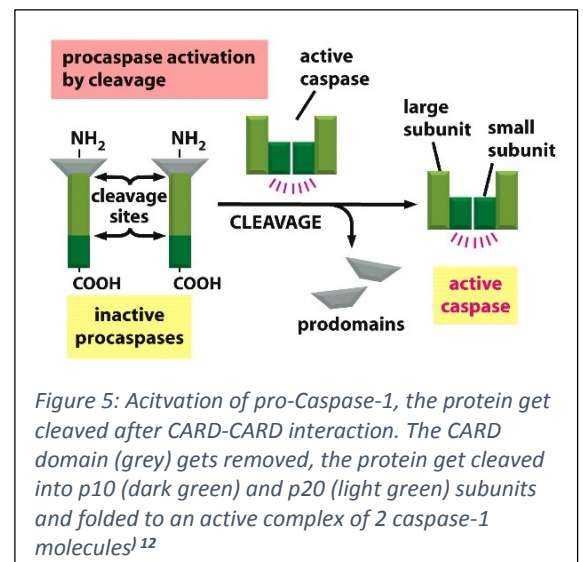 procaspase activation
by cleavage
active
caspase
large
subunit
small
subunit
NH2
NH2
cleavage
sites
CLEAVAGE
COOH
COOH
inactive
procaspases
prodomains
active
caspase
Figure 5: Acitvation of pro-Caspase-1, the protein get
cleaved after CARD-CARD interaction. The CARD
domain (grey) gets removed, the protein get cleaved
into p10 (dark green) and p20 (light green) subunits
and folded to an active complex of 2 caspase-1
molecules) 12